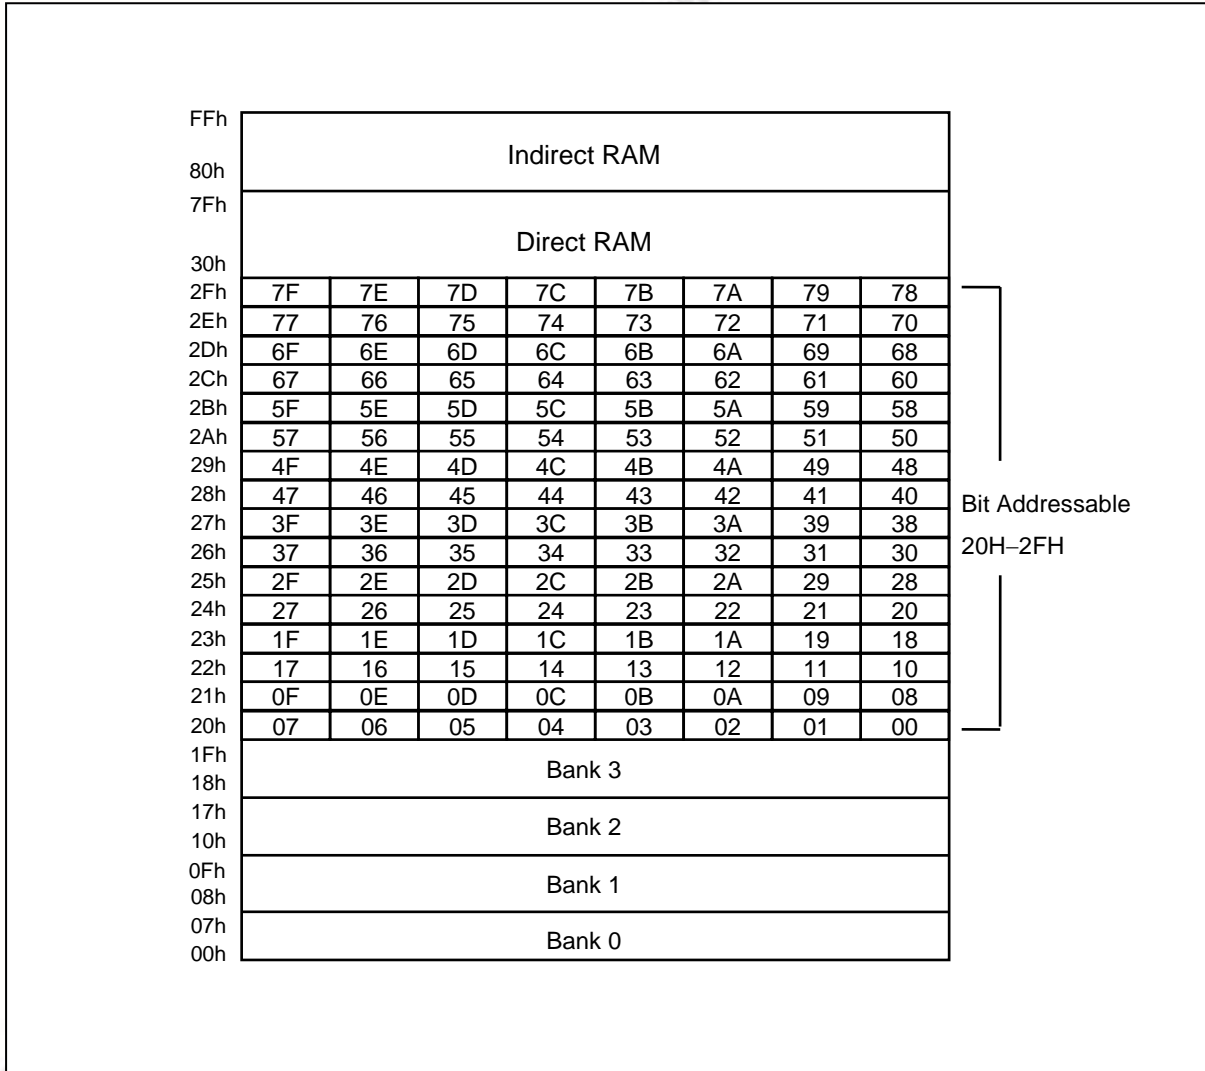 FFh
Indirect RAM
80h
7Fh
Direct RAM
30h
2Fh 7F 7E 7D 7C 7B 7A 79 78
2Eh 77 76 75 74 73 72 71 70
2Dh 6F 6E 6D 6C 6B 6A 69 68
2Ch 67 66 65 64 63 62 61 60
2Bh 5F 5E 5D 5C 5B 5A 59 58
2Ah 57 56 55 54 53 52 51 50
29h 4F 4E 4D 4C 4B 4A 49 48
28h 47 46 45 44 43 42 41 40
Bit Addressable
27h 3F 3E 3D 3C 3B 3A 39 38
20H–2FH
26h 37 36 35 34 33 32 31 30
25h 2F 2E 2D 2C 2B 2A 29 28
24h 27 26 25 24 23 22 21 20
23h 1F 1E 1D 1C 1B 1A 19 18
22h 17 16 15 14 13 12 11 10
21h 0F 0E 0D 0C 0B 0A 09 08
20h 07 06 05 04 03 02 01 00
1Fh
Bank 3
18h
17h
Bank 2
10h
0Fh
Bank 1
08h
07h
Bank 0
00h